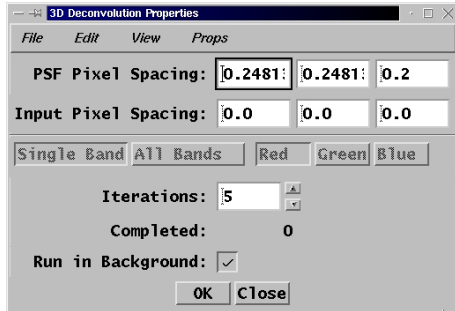 3D Deconvolution Properties
File Edit View Props
PSF Pixel Spacing: 0.2481 0.2481 0.2
Input Pixel Spacing: 0.0 0.0 0.0
Single Band All Bands Red Green Blue
Iterations: 5
Completed: 0
Run in Background:
OK Close